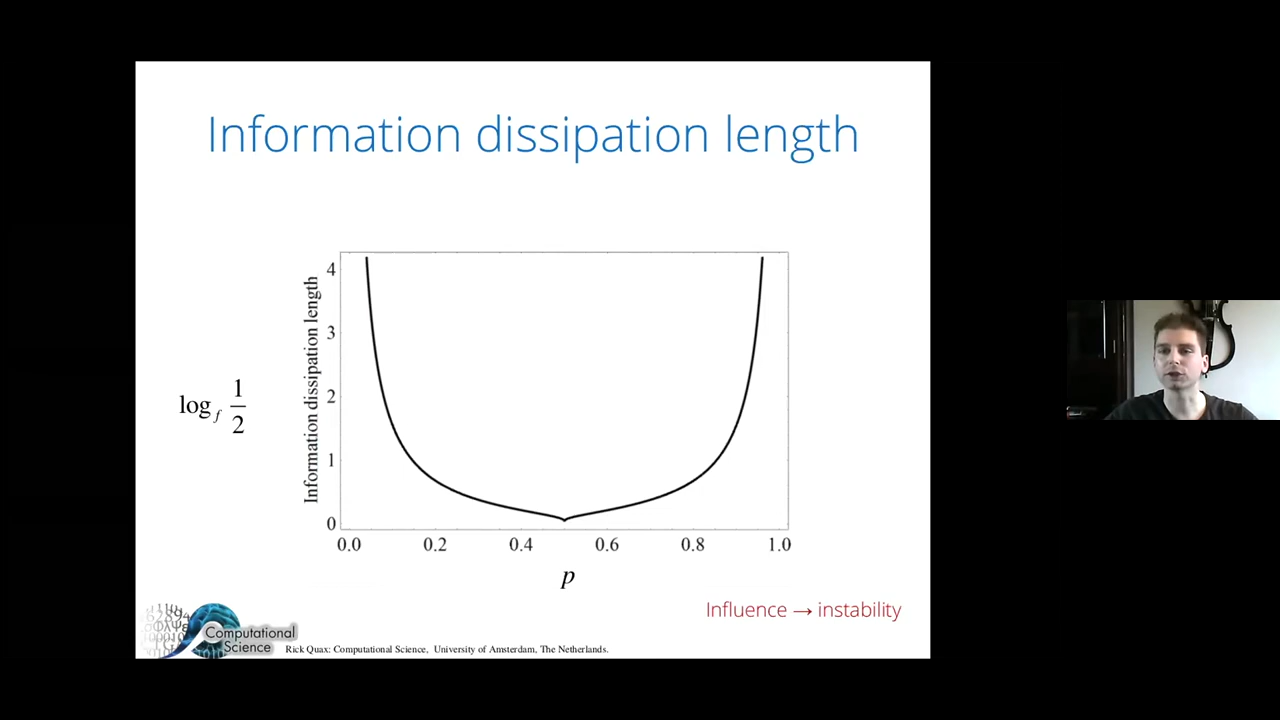 Information dissipation length
log_f 1/2
Information dissipation length
4
3
2
1
0
0.0 0.2 0.4 0.6 0.8 1.0
p
Influence → instability
Computational
Science
Rick Quax: Computational Science, University of Amsterdam, The Netherlands.